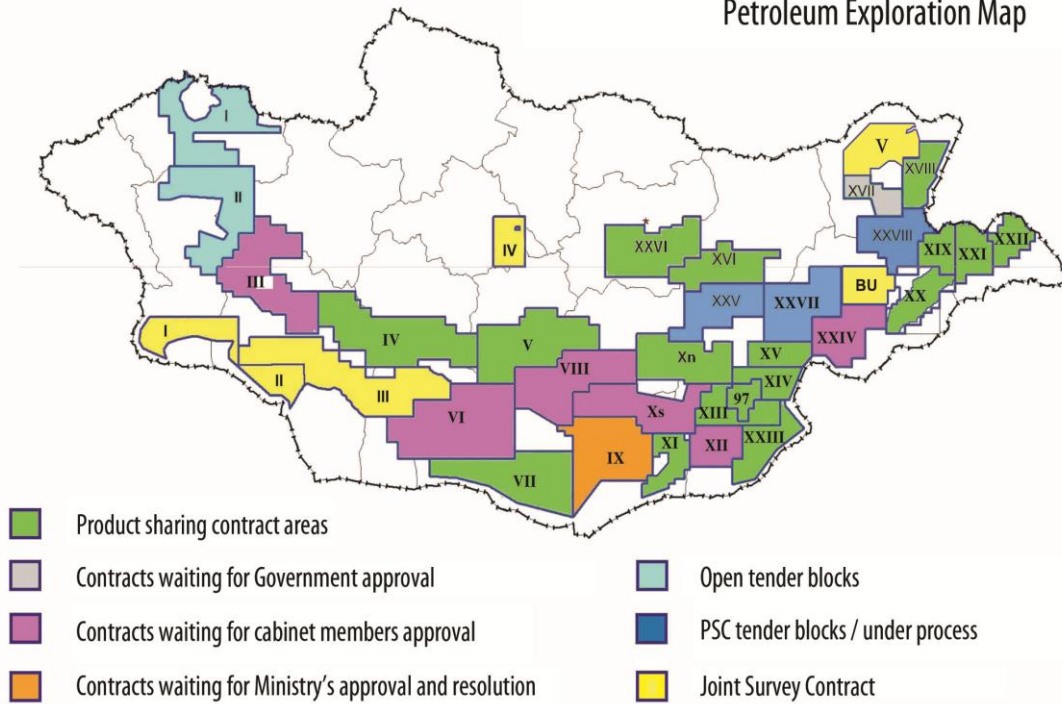 Petroleum Exploration Map
I
V
XVIII
XVII
II
XXVI
XXVIII
IV
XVI
XIX
XXI
XXII
III
BU
XX
XXV
XXVII
I
IV
V
XXIV
Xn
XV
VIII
II
III
XIV
97
VI
Xs
XIII
XI
XII
XXIII
IX
VII
Product sharing contract areas
Contracts waiting for Government approval
Contracts waiting for cabinet members approval
Contracts waiting for Ministry's approval and resolution
Open tender blocks
PSC tender blocks / under process
Joint Survey Contract